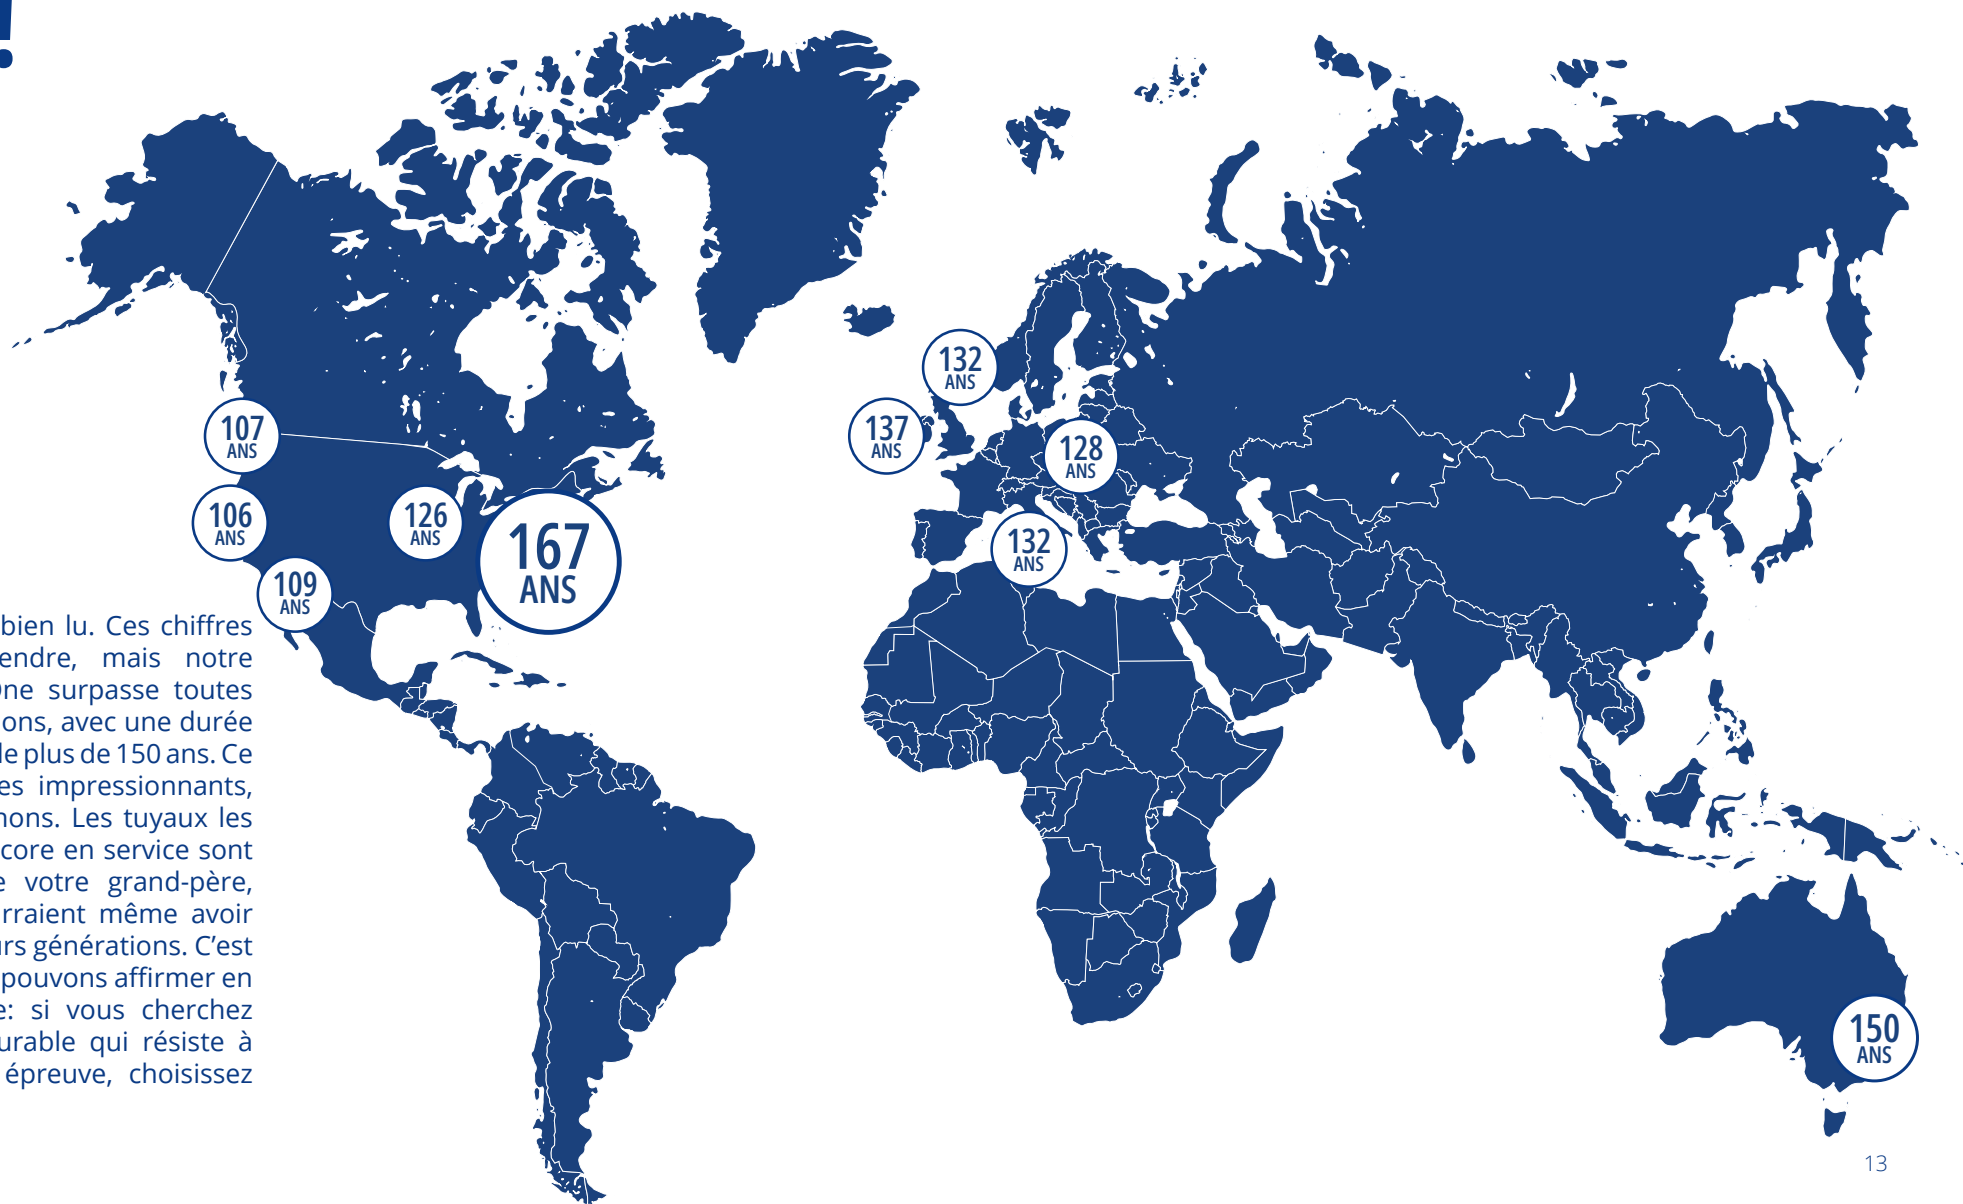 !
132
ANS
107
ANS
137
ANS
128
ANS
106
ANS
126
ANS
167
ANS
132
ANS
109
ANS
bien lu. Ces chiffres
endre, mais notre
One surpasse toutes
ons, avec une durée
de plus de 150 ans. Ce
es impressionnants,
nons. Les tuyaux les
core en service sont
e votre grand-père,
rraient même avoir
urs générations. C’est
pouvons affirmer en
e: si vous cherchez
urable qui résiste à
épreuve, choisissez
150
ANS
13